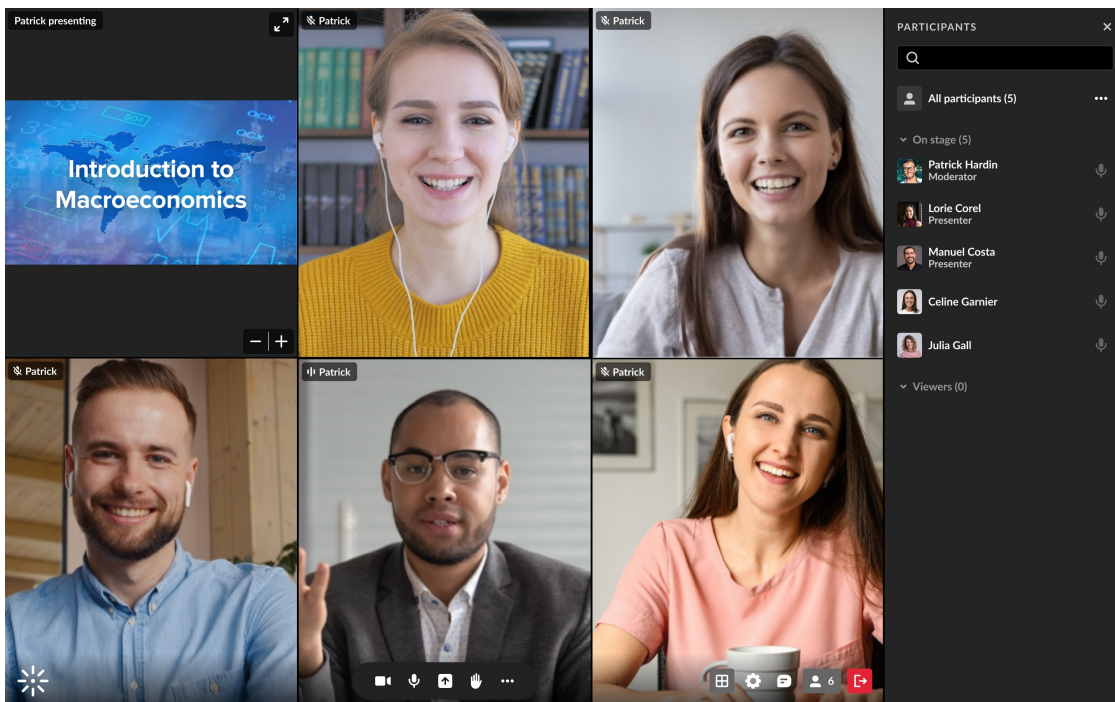 Patrick presenting
Introduction to
Macroeconomics
Patrick
Patrick
Patrick
Patrick
Patrick
6
PARTICIPANTS
All participants (5)
On stage (5)
Patrick Hardin
Moderator
Lorie Corel
Presenter
Manuel Costa
Presenter
Celine Garnier
Julia Gall
Viewers (0)